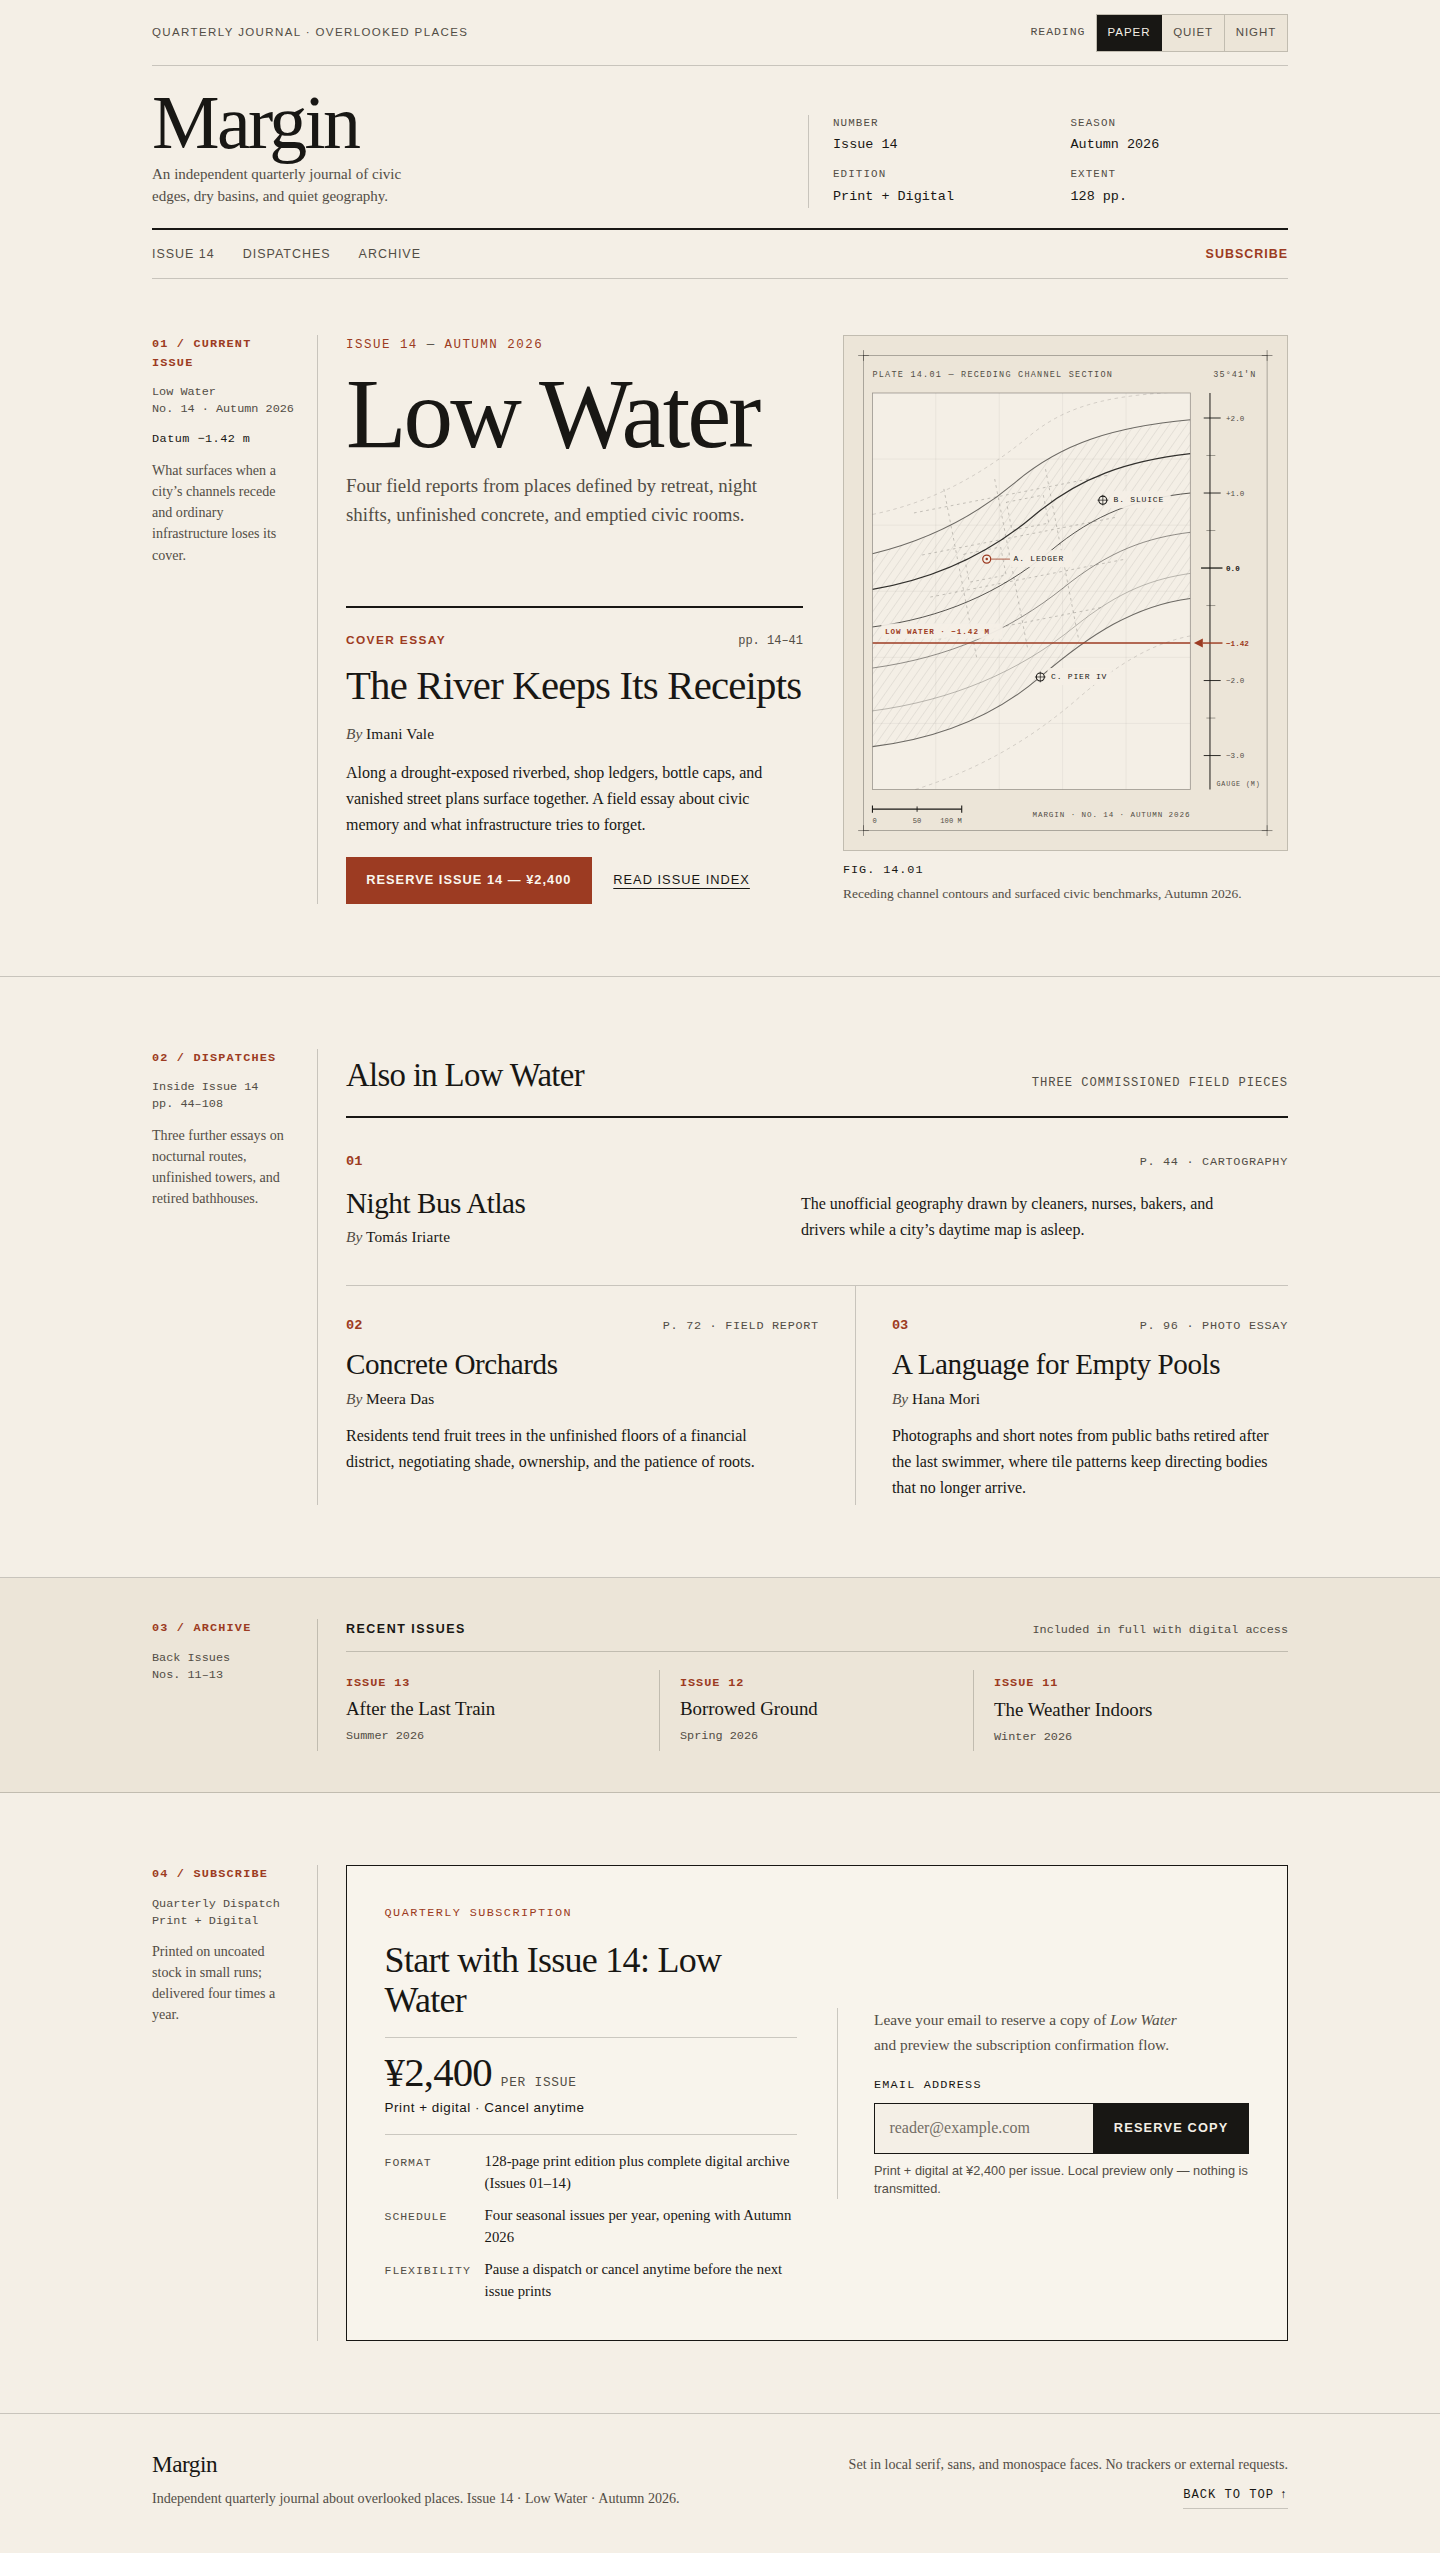 QUARTERLY JOURNAL · OVERLOOKED PLACES
READING PAPER QUIET NIGHT
Margin
An independent quarterly journal of civic
edges, dry basins, and quiet geography.
NUMBER
Issue 14
SEASON
Autumn 2026
EDITION
Print + Digital
EXTENT
128 pp.
ISSUE 14 DISPATCHES ARCHIVE
SUBSCRIBE
01 / CURRENT
ISSUE
Low Water
No. 14 · Autumn 2026
Datum −1.42 m
What surfaces when a
city’s channels recede
and ordinary
infrastructure loses its
cover.
ISSUE 14 — AUTUMN 2026
Low Water
Four field reports from places defined by retreat, night
shifts, unfinished concrete, and emptied civic rooms.
COVER ESSAY
pp. 14–41
The River Keeps Its Receipts
By Imani Vale
Along a drought-exposed riverbed, shop ledgers, bottle caps, and
vanished street plans surface together. A field essay about civic
memory and what infrastructure tries to forget.
RESERVE ISSUE 14 — ¥2,400
READ ISSUE INDEX
PLATE 14.01 — RECEDING CHANNEL SECTION
35°41′N
+2.0
+1.0
B. SLUICE
A. LEDGER
0.0
LOW WATER · −1.42 M
−1.42
C. PIER IV
−2.0
−3.0
GAUGE (M)
0 50 100 M
MARGIN · NO. 14 · AUTUMN 2026
FIG. 14.01
Receding channel contours and surfaced civic benchmarks, Autumn 2026.
02 / DISPATCHES
Inside Issue 14
pp. 44–108
Three further essays on
nocturnal routes,
unfinished towers, and
retired bathhouses.
Also in Low Water
THREE COMMISSIONED FIELD PIECES
01
P. 44 · CARTOGRAPHY
Night Bus Atlas
By Tomás Iriarte
The unofficial geography drawn by cleaners, nurses, bakers, and
drivers while a city’s daytime map is asleep.
02
P. 72 · FIELD REPORT
Concrete Orchards
By Meera Das
Residents tend fruit trees in the unfinished floors of a financial
district, negotiating shade, ownership, and the patience of roots.
03
P. 96 · PHOTO ESSAY
A Language for Empty Pools
By Hana Mori
Photographs and short notes from public baths retired after
the last swimmer, where tile patterns keep directing bodies
that no longer arrive.
03 / ARCHIVE
Back Issues
Nos. 11–13
RECENT ISSUES
Included in full with digital access
ISSUE 13
After the Last Train
Summer 2026
ISSUE 12
Borrowed Ground
Spring 2026
ISSUE 11
The Weather Indoors
Winter 2026
04 / SUBSCRIBE
Quarterly Dispatch
Print + Digital
Printed on uncoated
stock in small runs;
delivered four times a
year.
QUARTERLY SUBSCRIPTION
Start with Issue 14: Low
Water
¥2,400 PER ISSUE
Print + digital · Cancel anytime
FORMAT
128-page print edition plus complete digital archive
(Issues 01–14)
SCHEDULE
Four seasonal issues per year, opening with Autumn
2026
FLEXIBILITY
Pause a dispatch or cancel anytime before the next
issue prints
Leave your email to reserve a copy of Low Water
and preview the subscription confirmation flow.
EMAIL ADDRESS
reader@example.com
RESERVE COPY
Print + digital at ¥2,400 per issue. Local preview only — nothing is
transmitted.
Margin
Independent quarterly journal about overlooked places. Issue 14 · Low Water · Autumn 2026.
Set in local serif, sans, and monospace faces. No trackers or external requests.
BACK TO TOP ↑